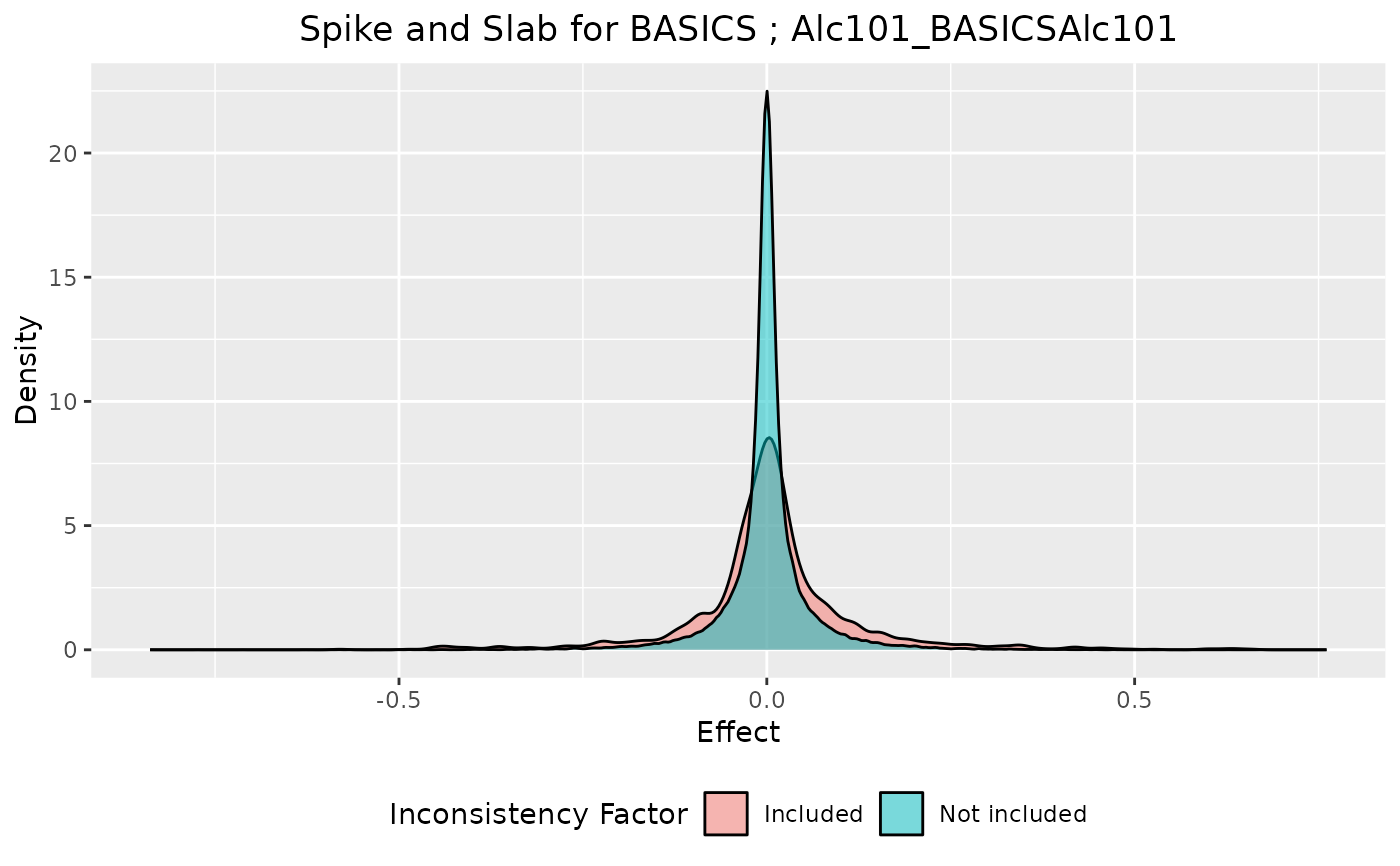 Spike and Slab for BASICS ; Alc101_BASICSAlc101
20
15
10
5
0
Density
-0.5 0.0 0.5
Effect
Inconsistency Factor Included Not included